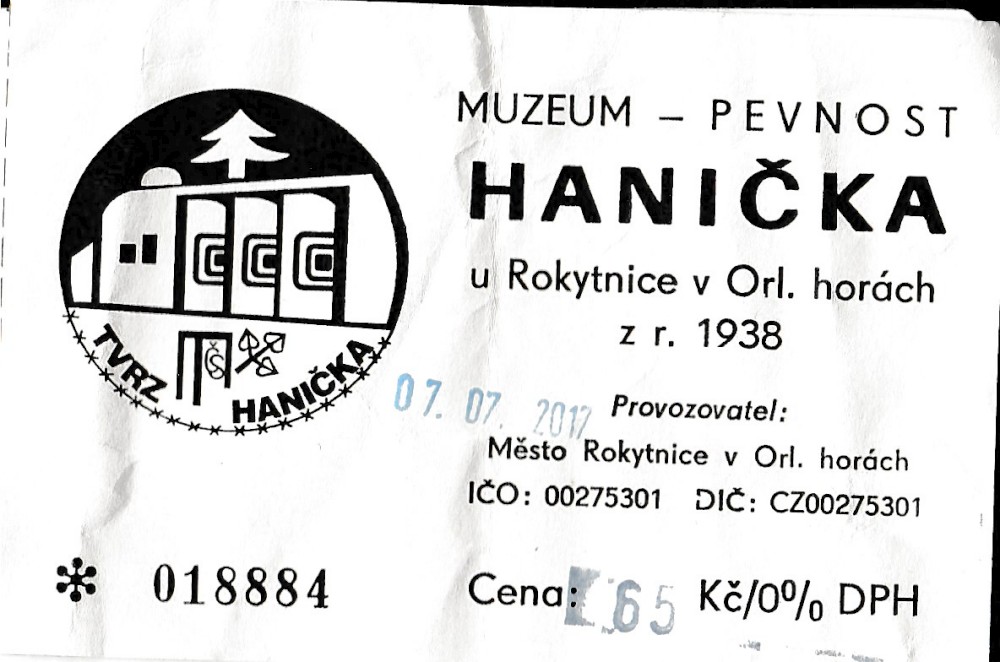 MUZEUM – PEVNOST
HANIČKA
u Rokytnice v Orl. horách
z r. 1938
TVRZ HANIČKA
Š
07. 07. 2017
Provozovatel:
Město Rokytnice v Orl. horách
IČO: 00275301 DIČ: CZ00275301
018884
Cena: 65 Kč/0% DPH